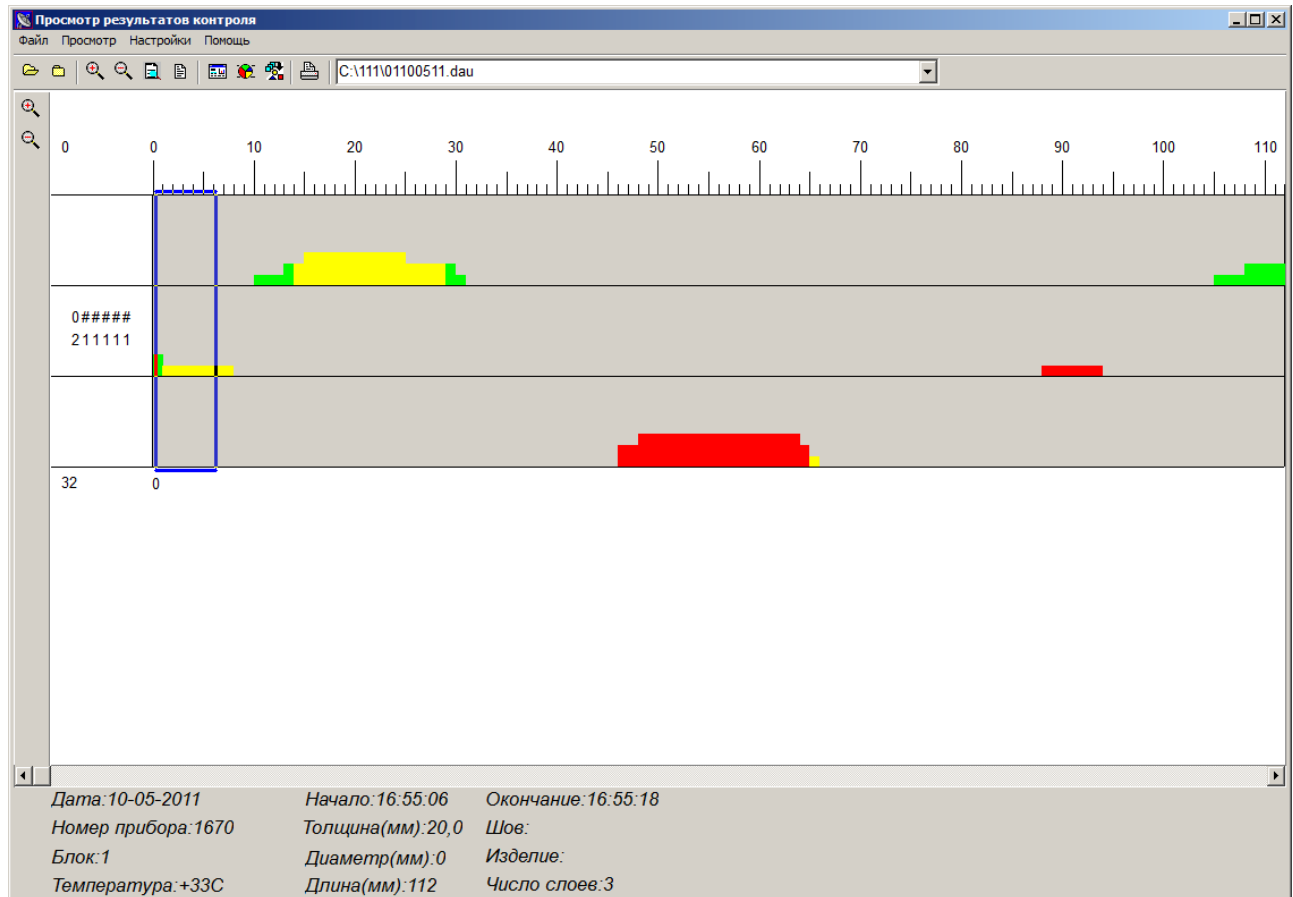 Просмотр результатов контроля
Файл Просмотр Настройки Помощь
C:\111\01100511.dau
0 0 10 20 30 40 50 60 70 80 90 100 110
0#####
211111
32 0
Дата:10-05-2011 Начало:16:55:06 Окончание:16:55:18
Номер прибора:1670 Толщина(мм):20,0 Шов:
Блок:1 Диаметр(мм):0 Изделие:
Температура:+33С Длина(мм):112 Число слоев:3